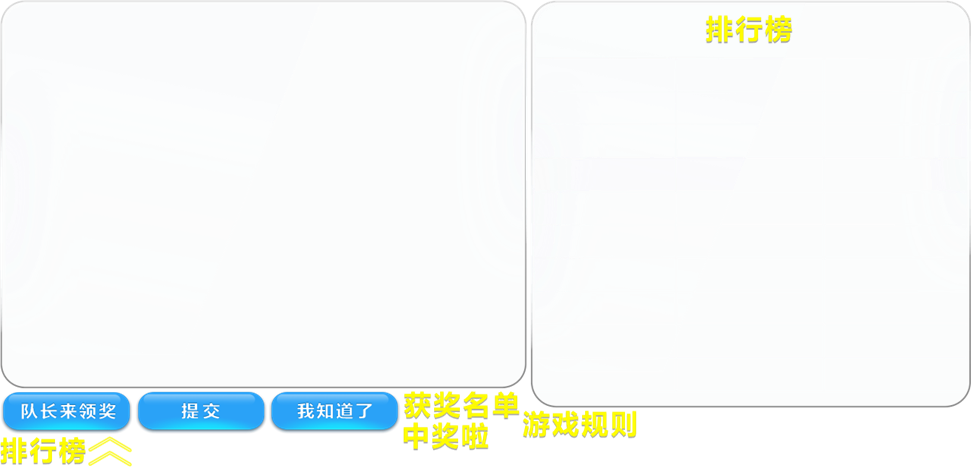 排行榜
队长来领奖
提交
我知道了
获奖名单
中奖啦
游戏规则
排行榜